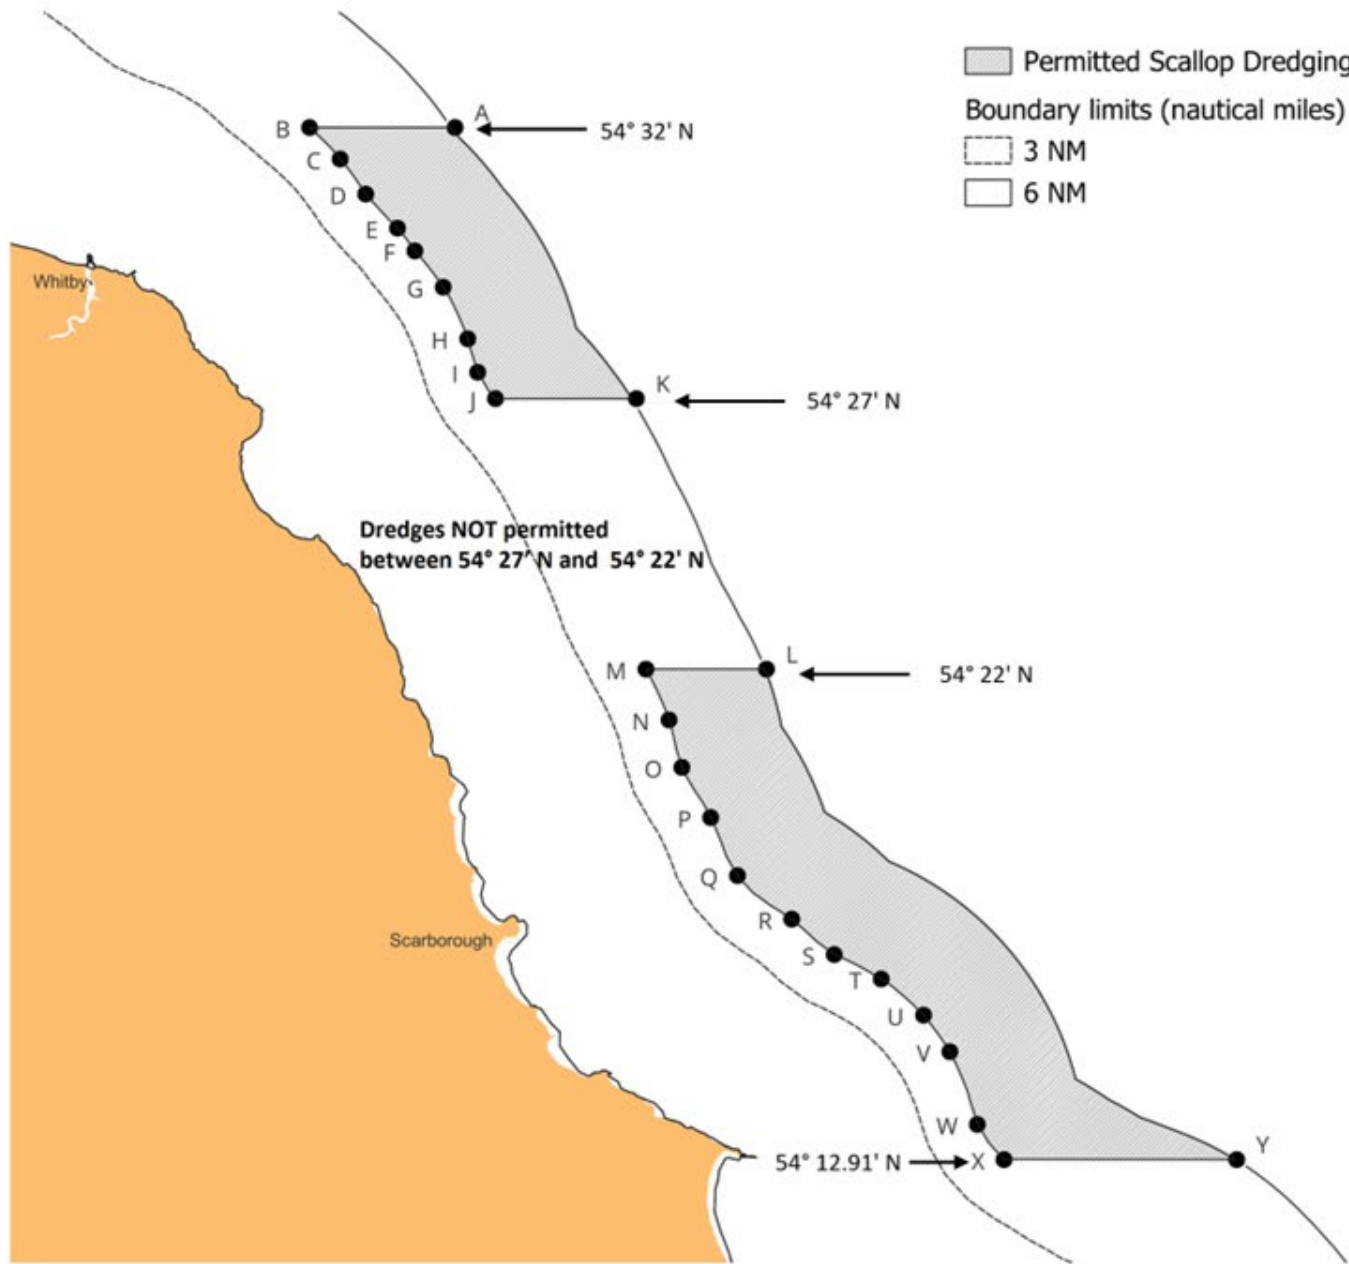 Permitted Scallop Dredging
Boundary limits (nautical miles)
3 NM
6 NM
A
54° 32' N
B
C
D
E
F
G
H
I
J
K
54° 27' N
Whitby
Dredges NOT permitted
between 54° 27' N and 54° 22' N
L
54° 22' N
M
N
O
P
Q
R
S
T
U
V
W
Scarborough
54° 12.91' N
X
Y